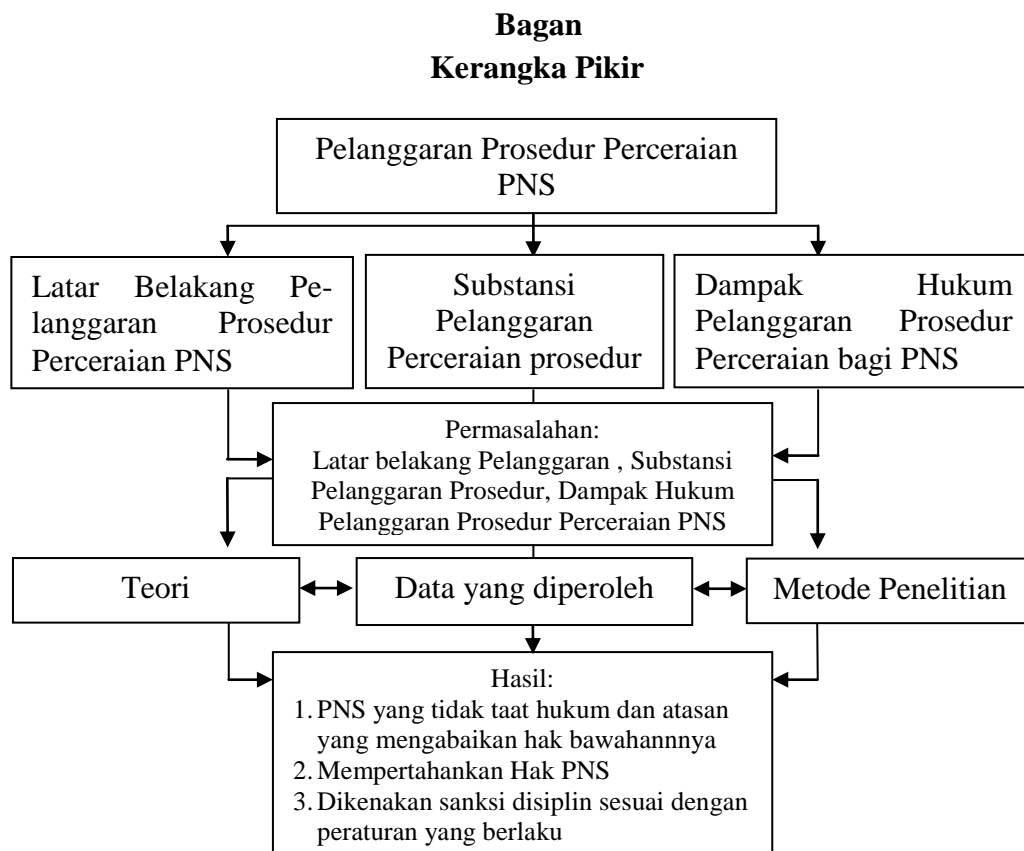 Bagan
Kerangka Pikir
Pelanggaran Prosedur Perceraian
PNS
Latar Belakang Pe-
langgaran Prosedur
Perceraian PNS
Substansi
Pelanggaran
Perceraian prosedur
Dampak Hukum
Pelanggaran Prosedur
Perceraian bagi PNS
Permasalahan:
Latar belakang Pelanggaran , Substansi
Pelanggaran Prosedur, Dampak Hukum
Pelanggaran Prosedur Perceraian PNS
Teori
Data yang diperoleh
Metode Penelitian
Hasil:
1. PNS yang tidak taat hukum dan atasan
yang mengabaikan hak bawahannnya
2. Mempertahankan Hak PNS
3. Dikenakan sanksi disiplin sesuai dengan
peraturan yang berlaku